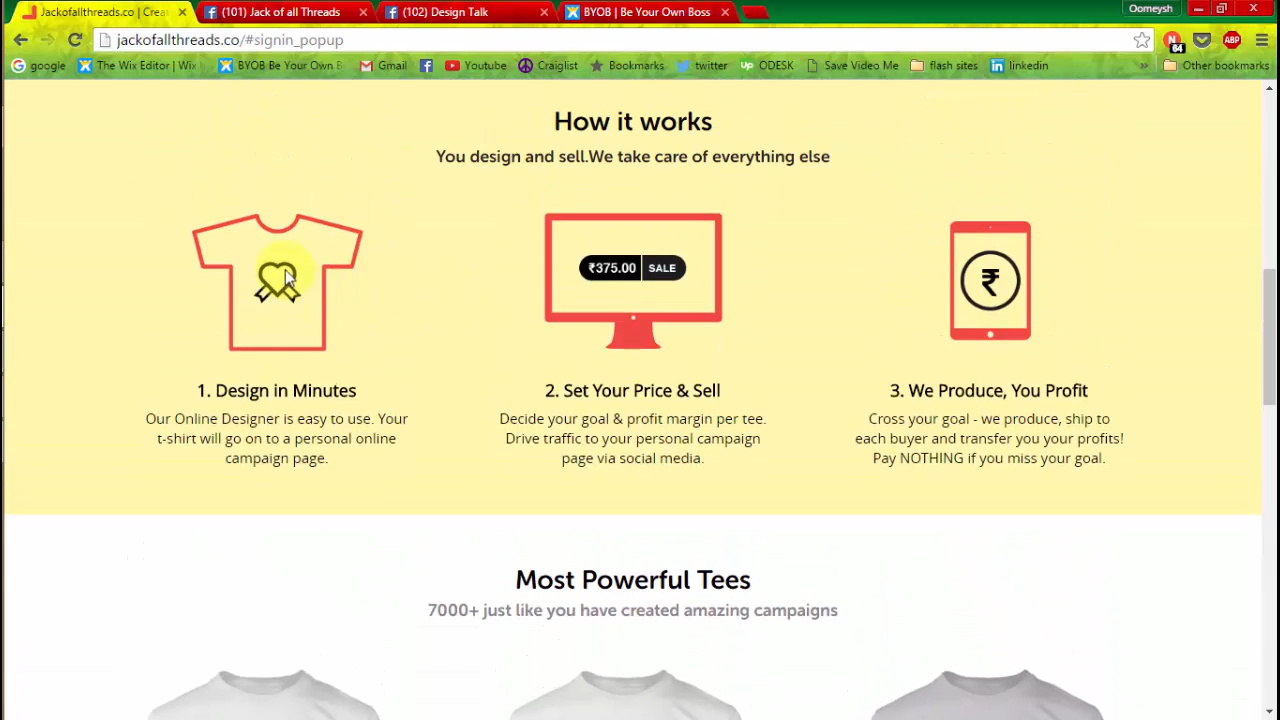 Jackofallthreads.co | Crea
(101) Jack of all Threads
(102) Design Talk
BYOB | Be Your Own Boss
Oomeysh
jackofallthreads.co/#signin_popup
64
ABP
google
The Wix Editor | Wix
BYOB Be Your Own B
Gmail
Youtube
Craiglist
Bookmarks
twitter
Up ODESK
Save Video Me
flash sites
linkedin
Other bookmarks
How it works
You design and sell.We take care of everything else
₹375.00 SALE
₹
1. Design in Minutes
Our Online Designer is easy to use. Your
t-shirt will go on to a personal online
campaign page.
2. Set Your Price & Sell
Decide your goal & profit margin per tee.
Drive traffic to your personal campaign
page via social media.
3. We Produce, You Profit
Cross your goal - we produce, ship to
each buyer and transfer you your profits!
Pay NOTHING if you miss your goal.
Most Powerful Tees
7000+ just like you have created amazing campaigns